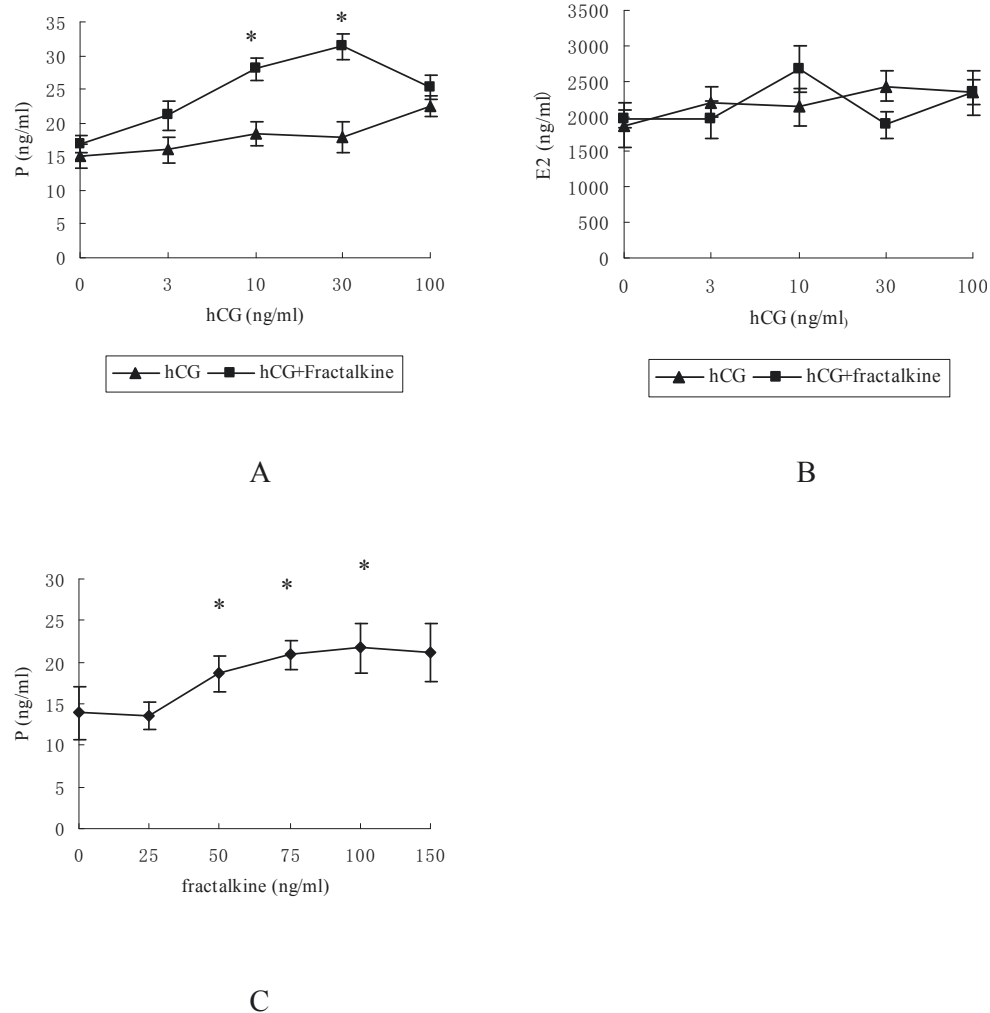 *
*
35
30
25
20
15
10
5
0
P (ng/ml)
0 3 10 30 100
hCG (ng/ml)
hCG hCG+Fractalkine
A
3500
3000
2500
2000
1500
1000
500
0
E2 (ng/ml)
0 3 10 30 100
hCG (ng/ml)
hCG hCG+fractalkine
B
* * *
30
25
20
15
10
5
0
P (ng/ml)
0 25 50 75 100 150
fractalkine (ng/ml)
C